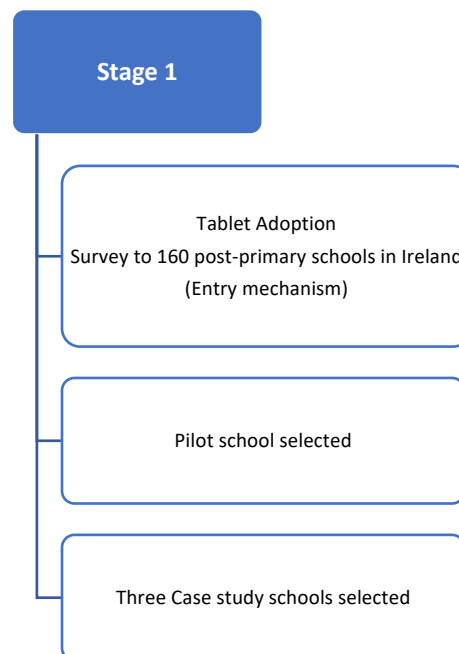 Stage 1
Tablet Adoption
Survey to 160 post-primary schools in Ireland
(Entry mechanism)
Pilot school selected
Three Case study schools selected